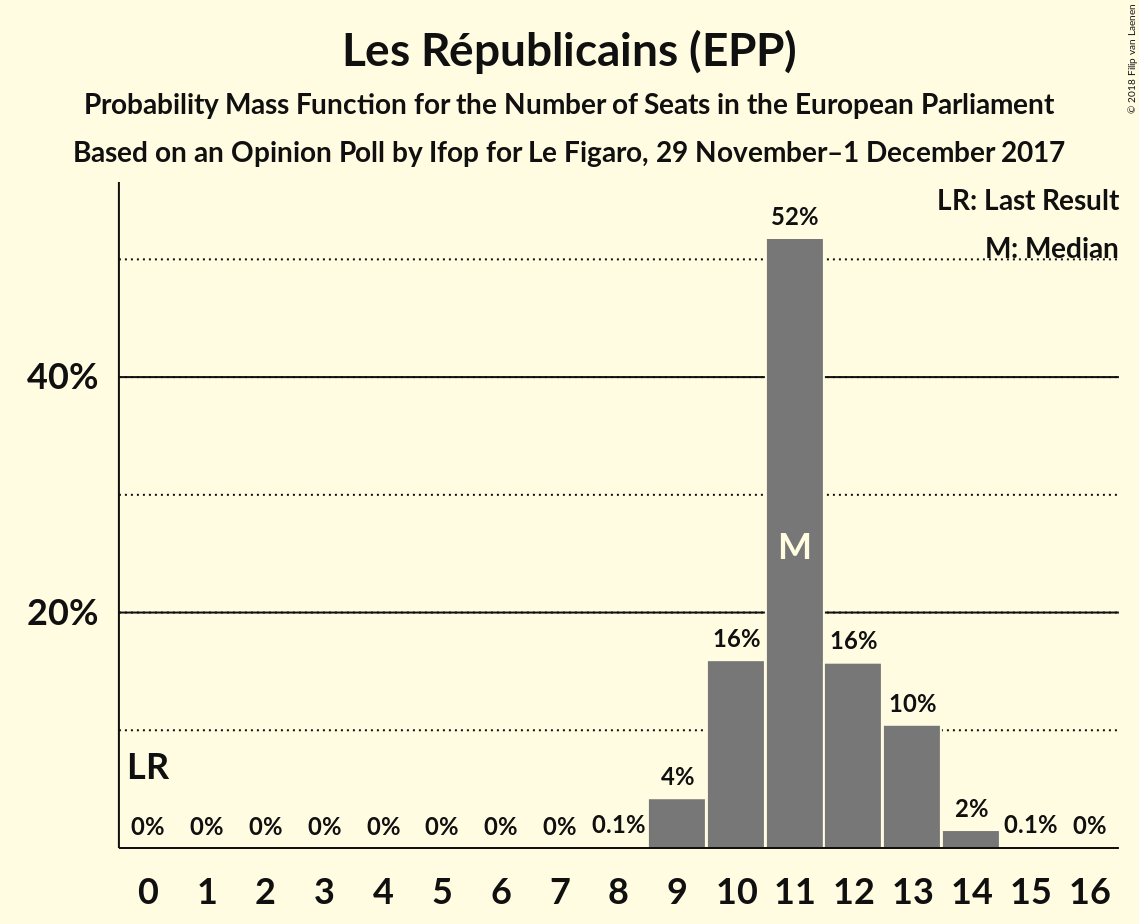 Les Républicains (EPP)
Probability Mass Function for the Number of Seats in the European Parliament
Based on an Opinion Poll by Ifop for Le Figaro, 29 November–1 December 2017
© 2018 Filip van Laenen
LR: Last Result
M: Median
52%
40%
M
20%
16%
16%
10%
LR
4%
2%
0% 0% 0% 0% 0% 0% 0% 0% 0.1% 0.1% 0%
0 1 2 3 4 5 6 7 8 9 10 11 12 13 14 15 16